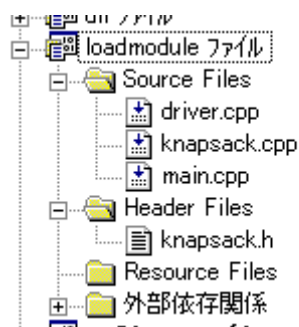 loadmodule ファイル
Source Files
driver.cpp
knapsack.cpp
main.cpp
Header Files
knapsack.h
Resource Files
外部依存関係